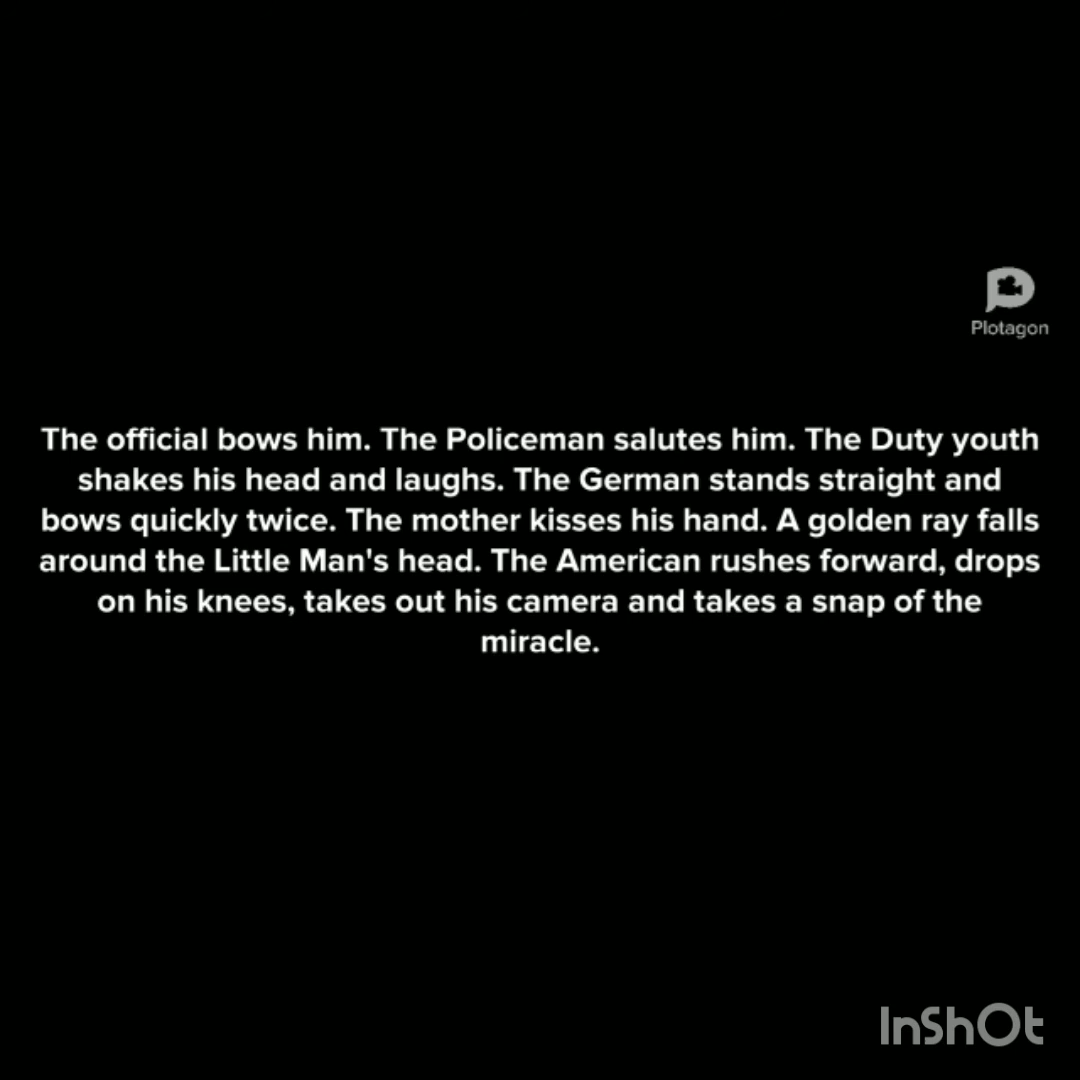 Plotagon
The official bows him. The Policeman salutes him. The Duty youth
shakes his head and laughs. The German stands straight and
bows quickly twice. The mother kisses his hand. A golden ray falls
around the Little Man's head. The American rushes forward, drops
on his knees, takes out his camera and takes a snap of the
miracle.
InShOt